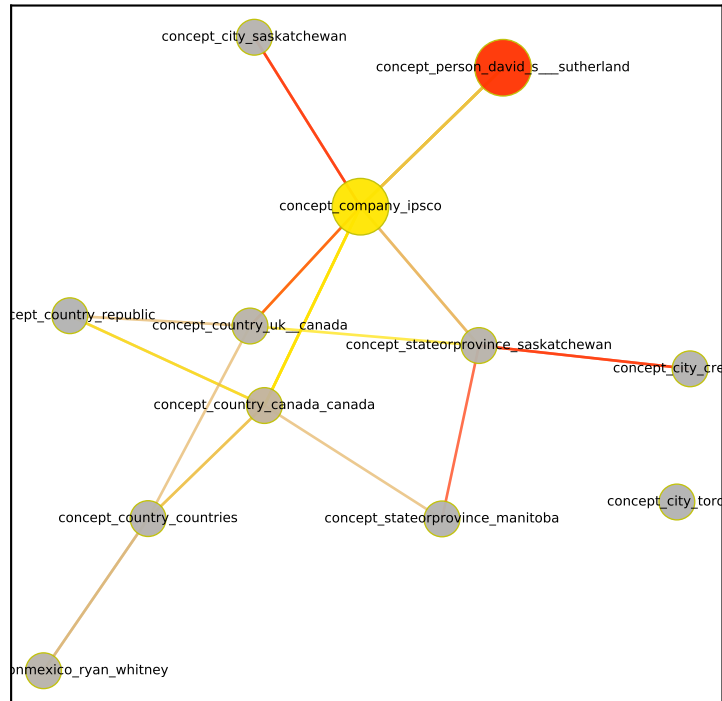 concept_city_saskatchewan
concept_person_david_s___sutherland
concept_company_ipsco
cept_country_republic
concept_country_uk__canada
concept_stateorprovince_saskatchewan
concept_city_cre
concept_country_canada_canada
concept_city_toro
concept_country_countries
concept_stateorprovince_manitoba
onmexico_ryan_whitney